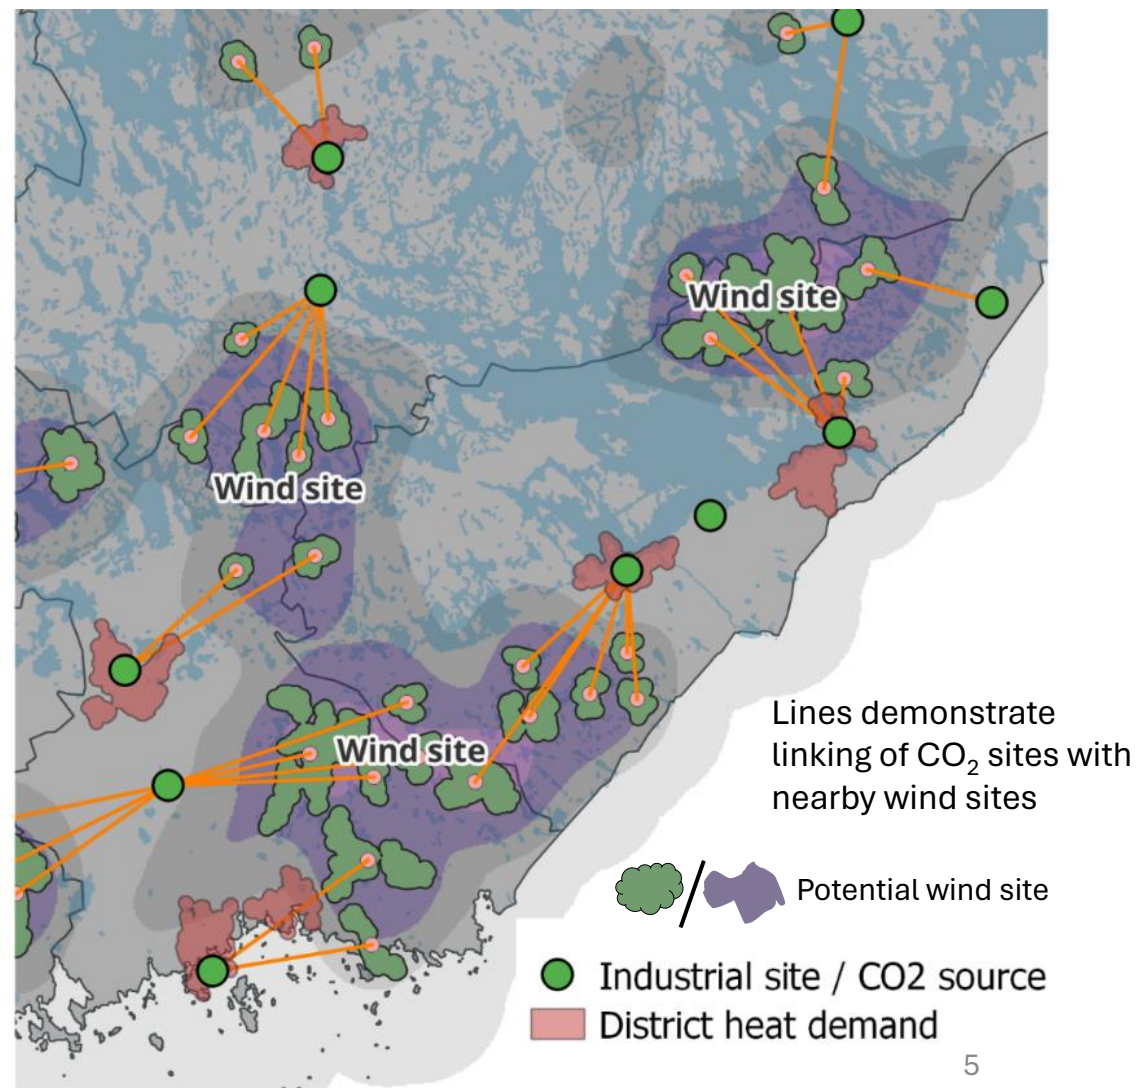 Wind site
Wind site
Wind site
Lines demonstrate
linking of CO₂ sites with
nearby wind sites
Potential wind site
Industrial site / CO2 source
District heat demand
5